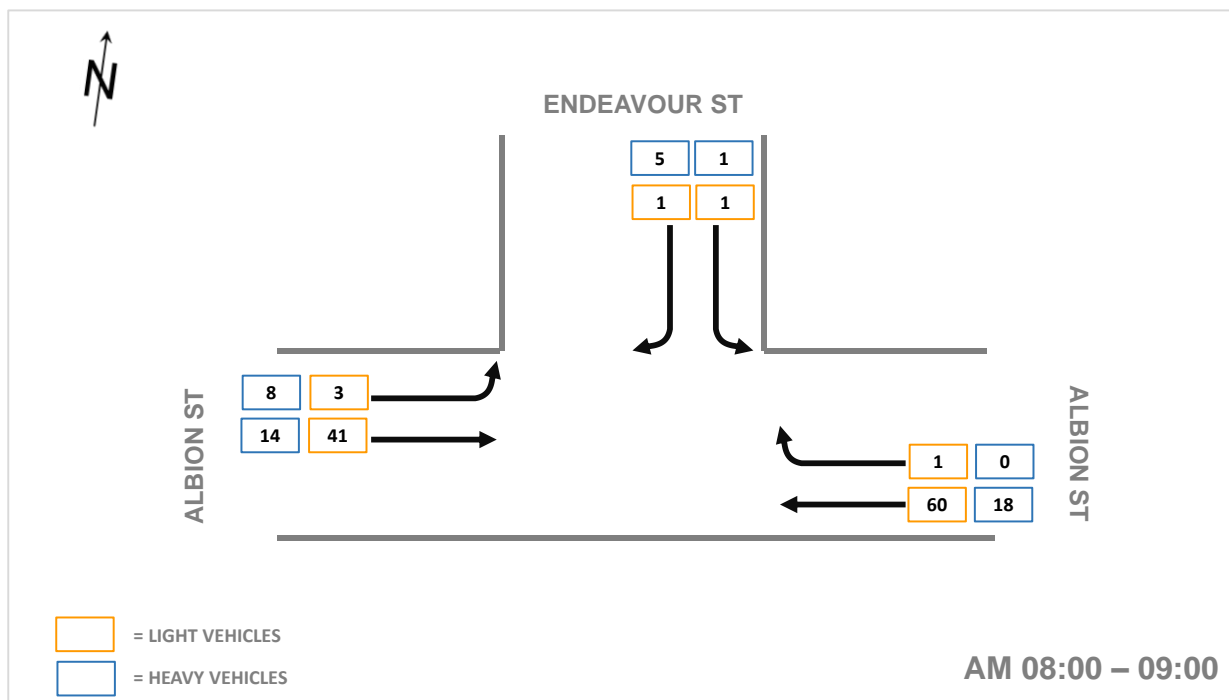 N
ENDEAVOUR ST
5 1
1 1
ALBION ST
8 3
14 41
1 0
60 18
ALBION ST
= LIGHT VEHICLES
= HEAVY VEHICLES
AM 08:00 – 09:00